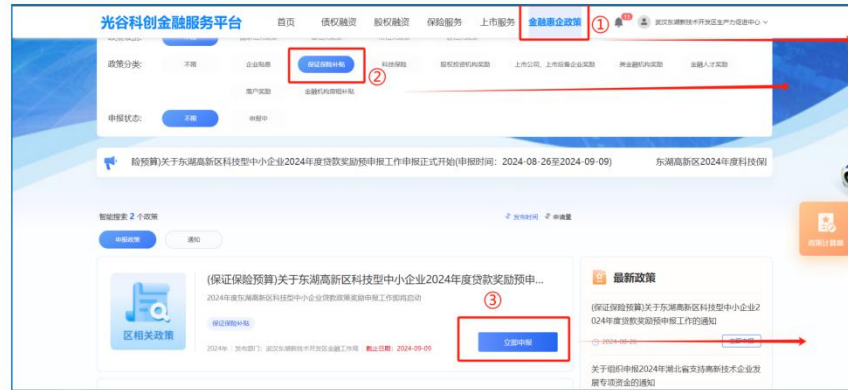 光谷科创金融服务平台 首页 债权融资 股权融资 保险服务 上市服务 金融惠企政策 ① 武汉东湖新技术开发区生产力促进中心
政策分类: 不限 企业贴息 保证保险补贴 科技保险 股权投资机构奖励 上市公司、上市后备企业奖励 类金融机构奖励 金融人才奖励
②
落户奖励 金融机构房租补贴
申报状态: 不限 申报中
险预算)关于东湖高新区科技型中小企业2024年度贷款奖励预申报工作申报正式开始(申报时间: 2024-08-26至2024-09-09) 东湖高新区2024年度科技保
智能搜索 2 个政策 发布时间 申请量
申报政策 通知
(保证保险预算)关于东湖高新区科技型中小企业2024年度贷款奖励预申...
2024年度东湖高新区科技型中小企业贷款政策奖励申报工作即将启动
③
保证保险补贴
区相关政策
2024年 发布部门: 武汉东湖新技术开发区金融工作局 截止日期: 2024-09-09
立即申报
最新政策
(保证保险预算)关于东湖高新区科技型中小企业2
024年度贷款奖励预申报工作的通知
2024-08-26 立即申报
关于组织申报2024年湖北省支持高新技术企业发
展专项资金的通知
政策计算器